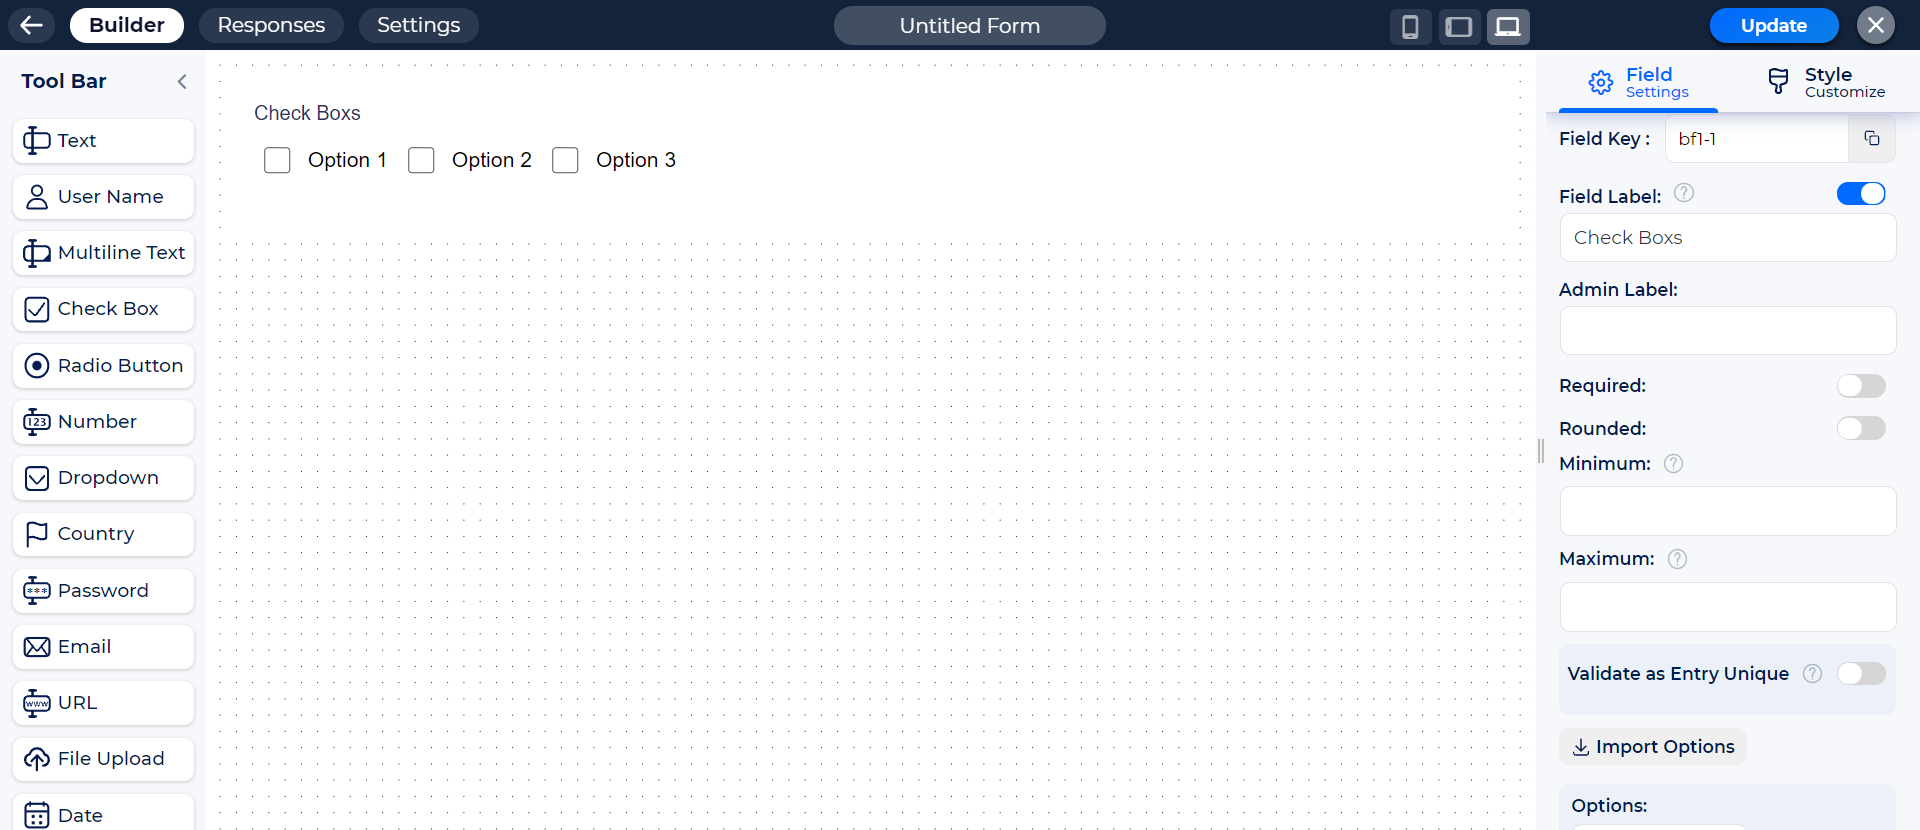 Builder
Responses
Settings
Untitled Form
Update
Tool Bar
Text
User Name
Multiline Text
Check Box
Radio Button
123
Number
Dropdown
Country
***
Password
Email
www
URL
File Upload
Date
Check Boxs
Option 1
Option 2
Option 3
Field
Settings
Style
Customize
Field Key :
bf1-1
Field Label:
?
Check Boxs
Admin Label:
Required:
Rounded:
Minimum:
?
Maximum:
?
Validate as Entry Unique
?
Import Options
Options: